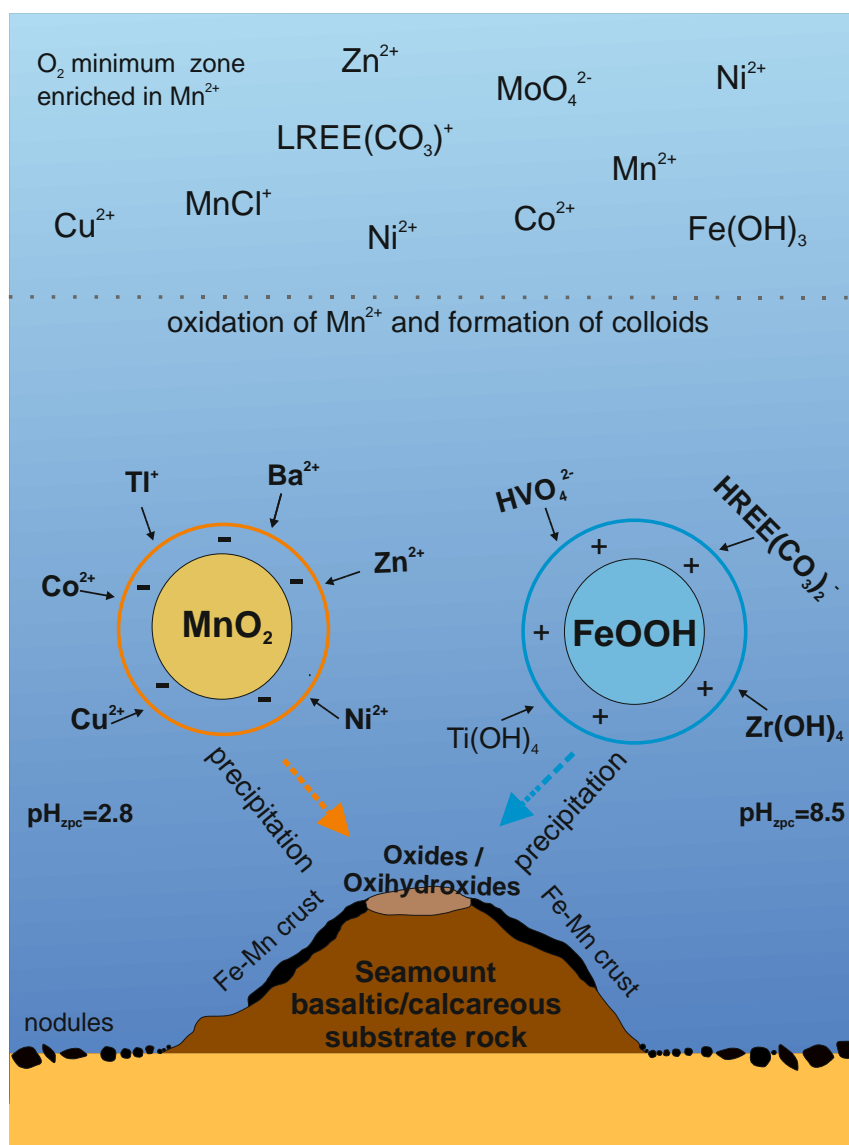 O₂ minimum zone
enriched in Mn²⁺
Zn²⁺
MoO₄²⁻
Ni²⁺
LREE(CO₃)⁺
Mn²⁺
MnCl⁺
Cu²⁺
Ni²⁺
Co²⁺
Fe(OH)₃
oxidation of Mn²⁺ and formation of colloids
Tl⁺
Ba²⁺
Co²⁺
Zn²⁺
Cu²⁺
Ni²⁺
-
-
-
-
-
MnO₂
HVO₄²⁻
HREE(CO₃)₂⁻
Ti(OH)₄
Zr(OH)₄
+
+
+
+
+
FeOOH
precipitation
precipitation
pH_zpc=2.8
pH_zpc=8.5
Oxides /
Oxihydroxides
Fe-Mn crust
Fe-Mn crust
Seamount
basaltic/calcareous
substrate rock
nodules